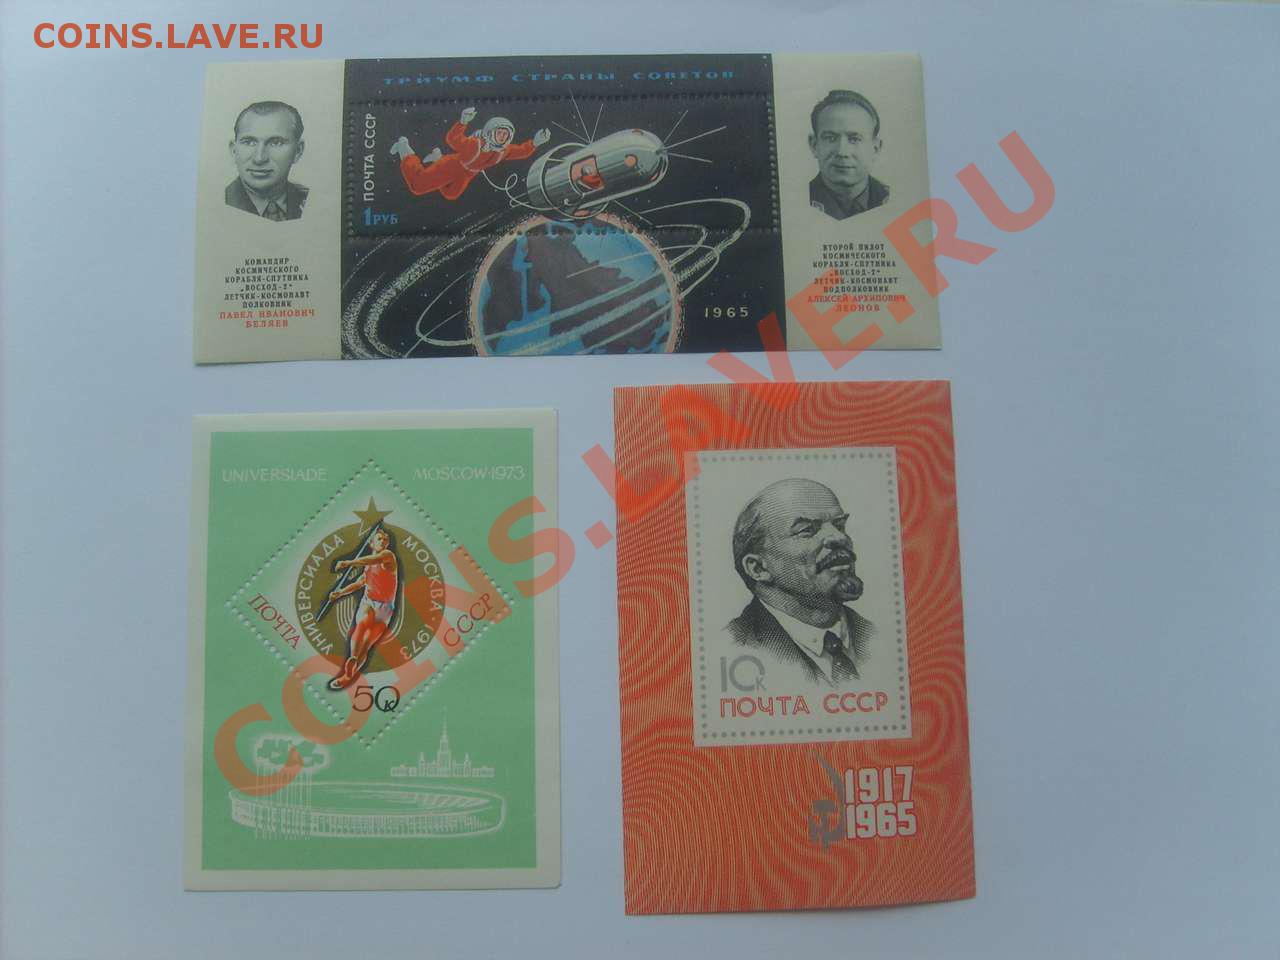 COINS.LAVE.RU
ТРИУМФ СТРАНЫ СОВЕТОВ
ПОЧТА СССР
1 РУБ
1965
КОМАНДИР
КОСМИЧЕСКОГО
КОРАБЛЯ-СПУТНИКА
„ВОСХОД-2"
ЛЕТЧИК-КОСМОНАВТ
ПОЛКОВНИК
ПАВЕЛ ИВАНОВИЧ
БЕЛЯЕВ
ВТОРОЙ ПИЛОТ
КОСМИЧЕСКОГО
КОРАБЛЯ-СПУТНИКА
„ВОСХОД-2"
ЛЕТЧИК-КОСМОНАВТ
ПОДПОЛКОВНИК
АЛЕКСЕЙ АРХИПОВИЧ
ЛЕОНОВ
UNIVERSIADE MOSCOW·1973
УНИВЕРСИАДА МОСКВА·1973
ПОЧТА СССР
50 К
10 К
ПОЧТА СССР
1917
1965
COINS.LAVE.RU